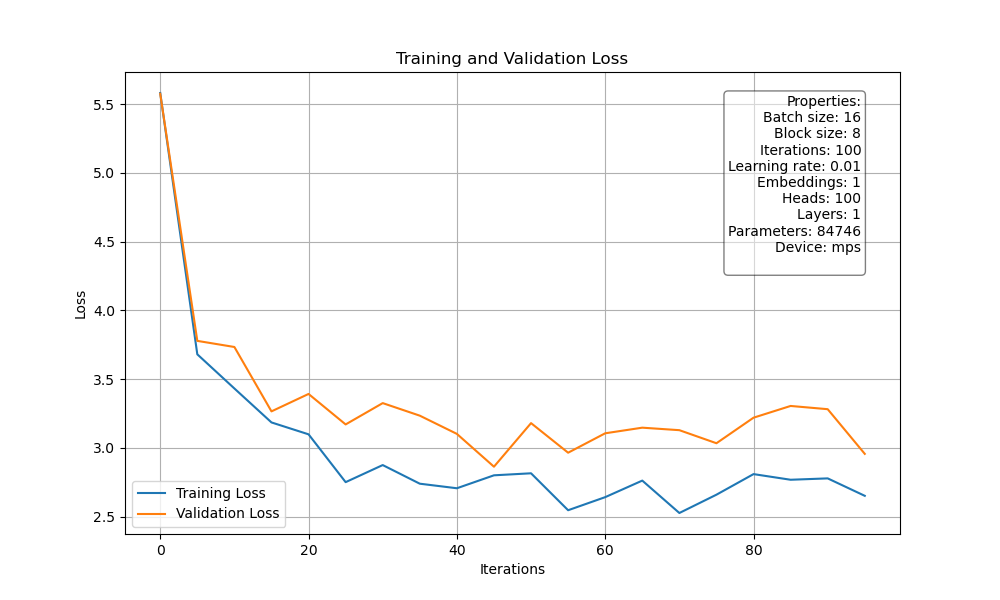 Training and Validation Loss
Properties:
Batch size: 16
Block size: 8
Iterations: 100
Learning rate: 0.01
Embeddings: 1
Heads: 100
Layers: 1
Parameters: 84746
Device: mps
Loss
5.5
5.0
4.5
4.0
3.5
3.0
2.5
Training Loss
Validation Loss
0 20 40 60 80
Iterations